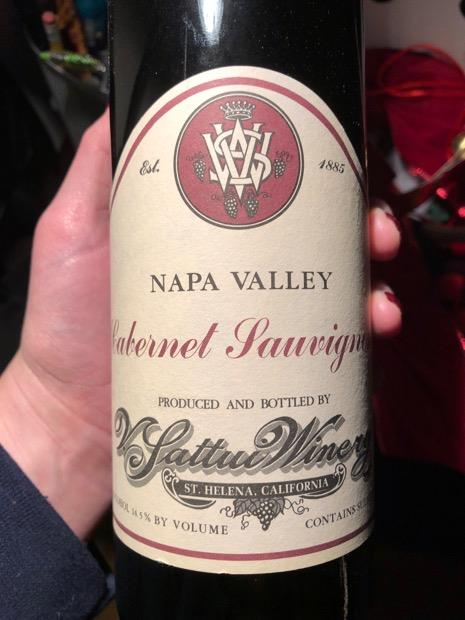 Est. 1885
NAPA VALLEY
Cabernet Sauvign
PRODUCED AND BOTTLED BY
V. Sattui Winery
ST. HELENA, CALIFORNIA
14.5% BY VOLUME CONTAINS